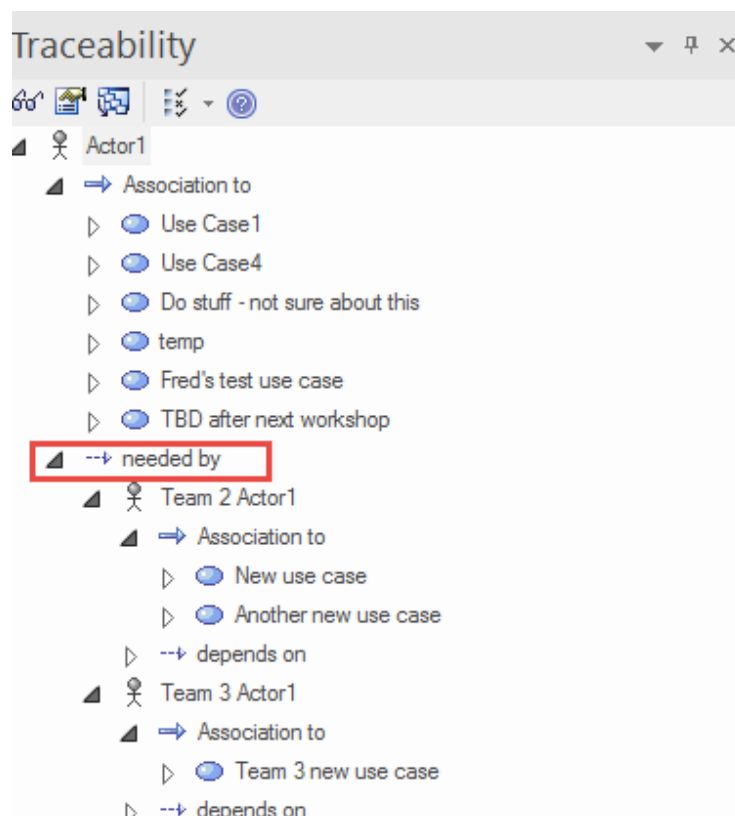 Traceability
Actor1
Association to
Use Case1
Use Case4
Do stuff - not sure about this
temp
Fred's test use case
TBD after next workshop
needed by
Team 2 Actor1
Association to
New use case
Another new use case
depends on
Team 3 Actor1
Association to
Team 3 new use case
depends on